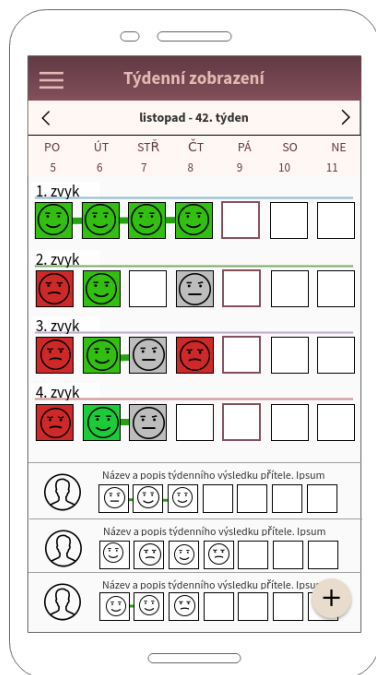 Týdenní zobrazení
listopad - 42. týden
PO ÚT STŘ ČT PÁ SO NE
5 6 7 8 9 10 11
1. zvyk
2. zvyk
3. zvyk
4. zvyk
Název a popis týdenního výsledku přítele. Ipsum
Název a popis týdenního výsledku přítele. Ipsum
Název a popis týdenního výsledku přítele. Ipsum
+